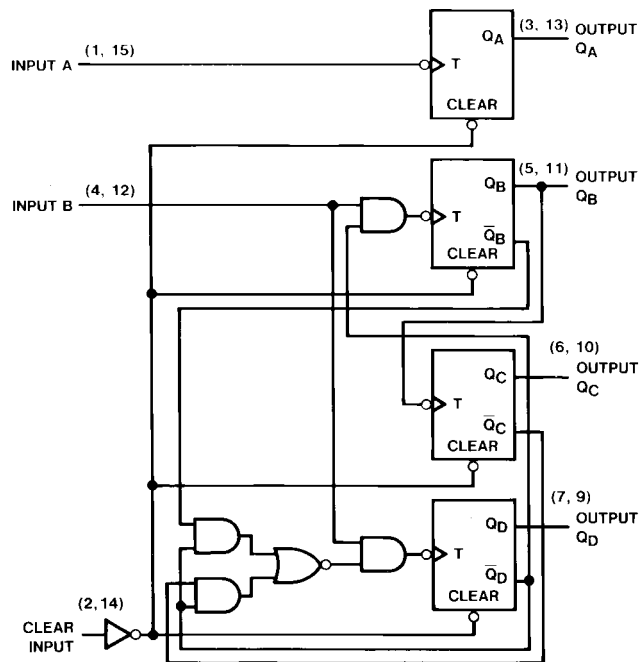 (3, 13) OUTPUT
QA QA
(1, 15)
INPUT A T
CLEAR
(5, 11) OUTPUT
QB QB
(4, 12)
INPUT B T
Q̅B
CLEAR
(6, 10)
OUTPUT
QC QC
T
Q̅C
CLEAR
(7, 9)
OUTPUT
QD QD
T
Q̅D
CLEAR
(2, 14)
CLEAR
INPUT